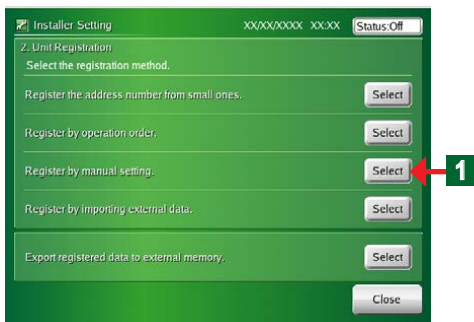 Installer Setting XX/XX/XXXX XX:XX Status:Off
2. Unit Registration
Select the registration method.
Register the address number from small ones. Select
Register by operation order. Select
Register by manual setting. Select 1
Register by importing external data. Select
Export registered data to external memory. Select
Close